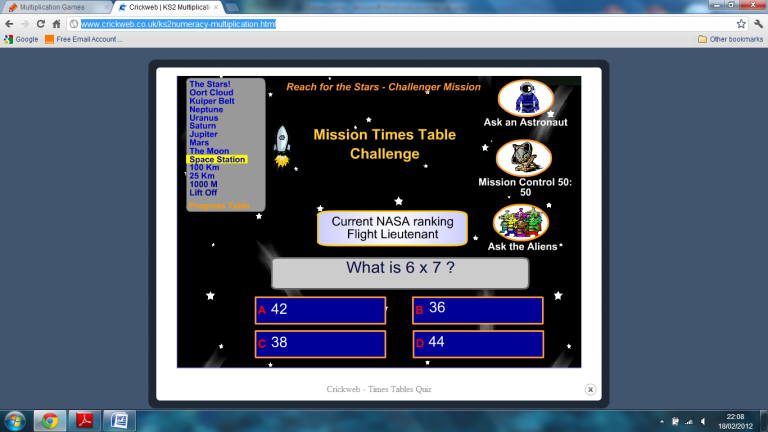 Multiplication Games
Crickweb | KS2 Multiplicati
www.crickweb.co.uk/ks2numeracy-multiplication.html
Google
Free Email Account ...
Other bookmarks
The Stars!
Oort Cloud
Kuiper Belt
Neptune
Uranus
Saturn
Jupiter
Mars
The Moon
Space Station
100 Km
25 Km
1000 M
Lift Off
Progress Table
Reach for the Stars - Challenger Mission
Mission Times Table
Challenge
Ask an Astronaut
Mission Control 50:
50
Ask the Aliens
Current NASA ranking
Flight Lieutenant
What is 6 x 7 ?
A 42
B 36
C 38
D 44
Crickweb - Times Tables Quiz
x
22:08
18/02/2012